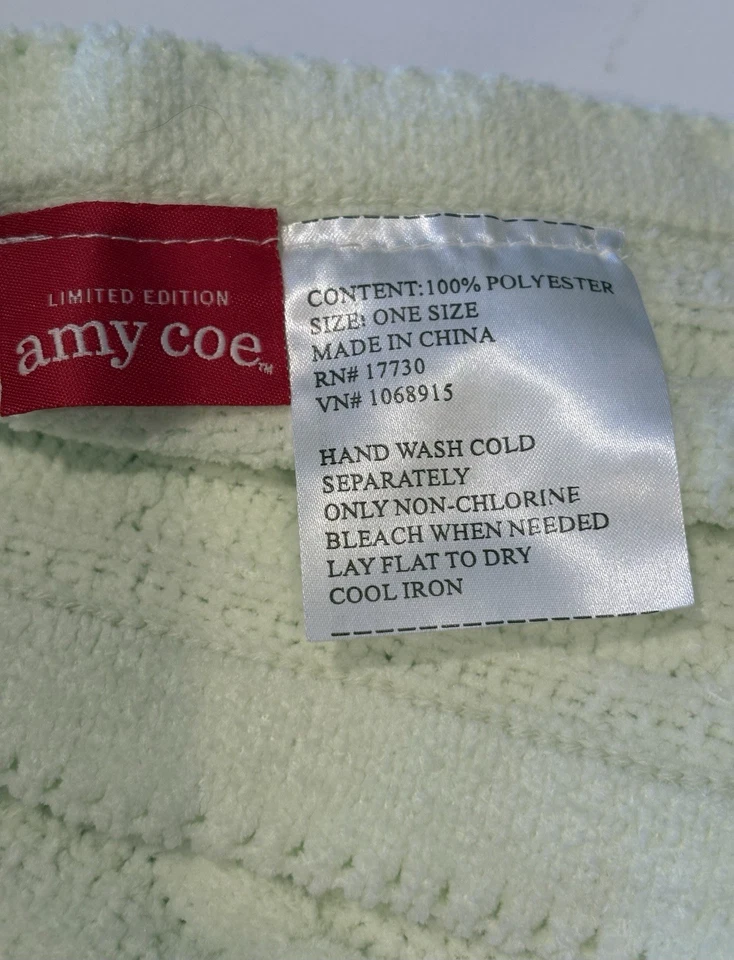 LIMITED EDITION
amy coe™
CONTENT:100% POLYESTER
SIZE: ONE SIZE
MADE IN CHINA
RN# 17730
VN# 1068915
HAND WASH COLD
SEPARATELY
ONLY NON-CHLORINE
BLEACH WHEN NEEDED
LAY FLAT TO DRY
COOL IRON